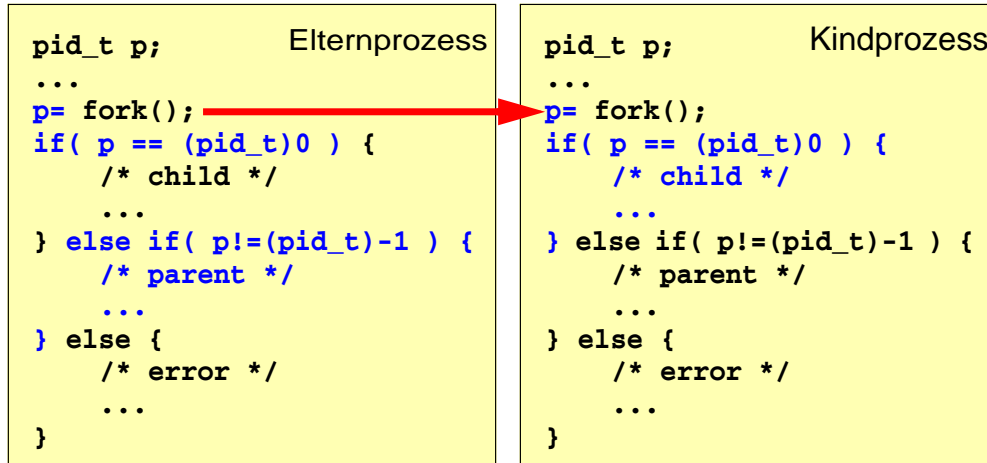 pid_t p; Elternprozess
...
p= fork();
if( p == (pid_t)0 ) {
/* child */
...
} else if( p!=(pid_t)-1 ) {
/* parent */
...
} else {
/* error */
...
}
pid_t p; Kindprozess
...
p= fork();
if( p == (pid_t)0 ) {
/* child */
...
} else if( p!=(pid_t)-1 ) {
/* parent */
...
} else {
/* error */
...
}